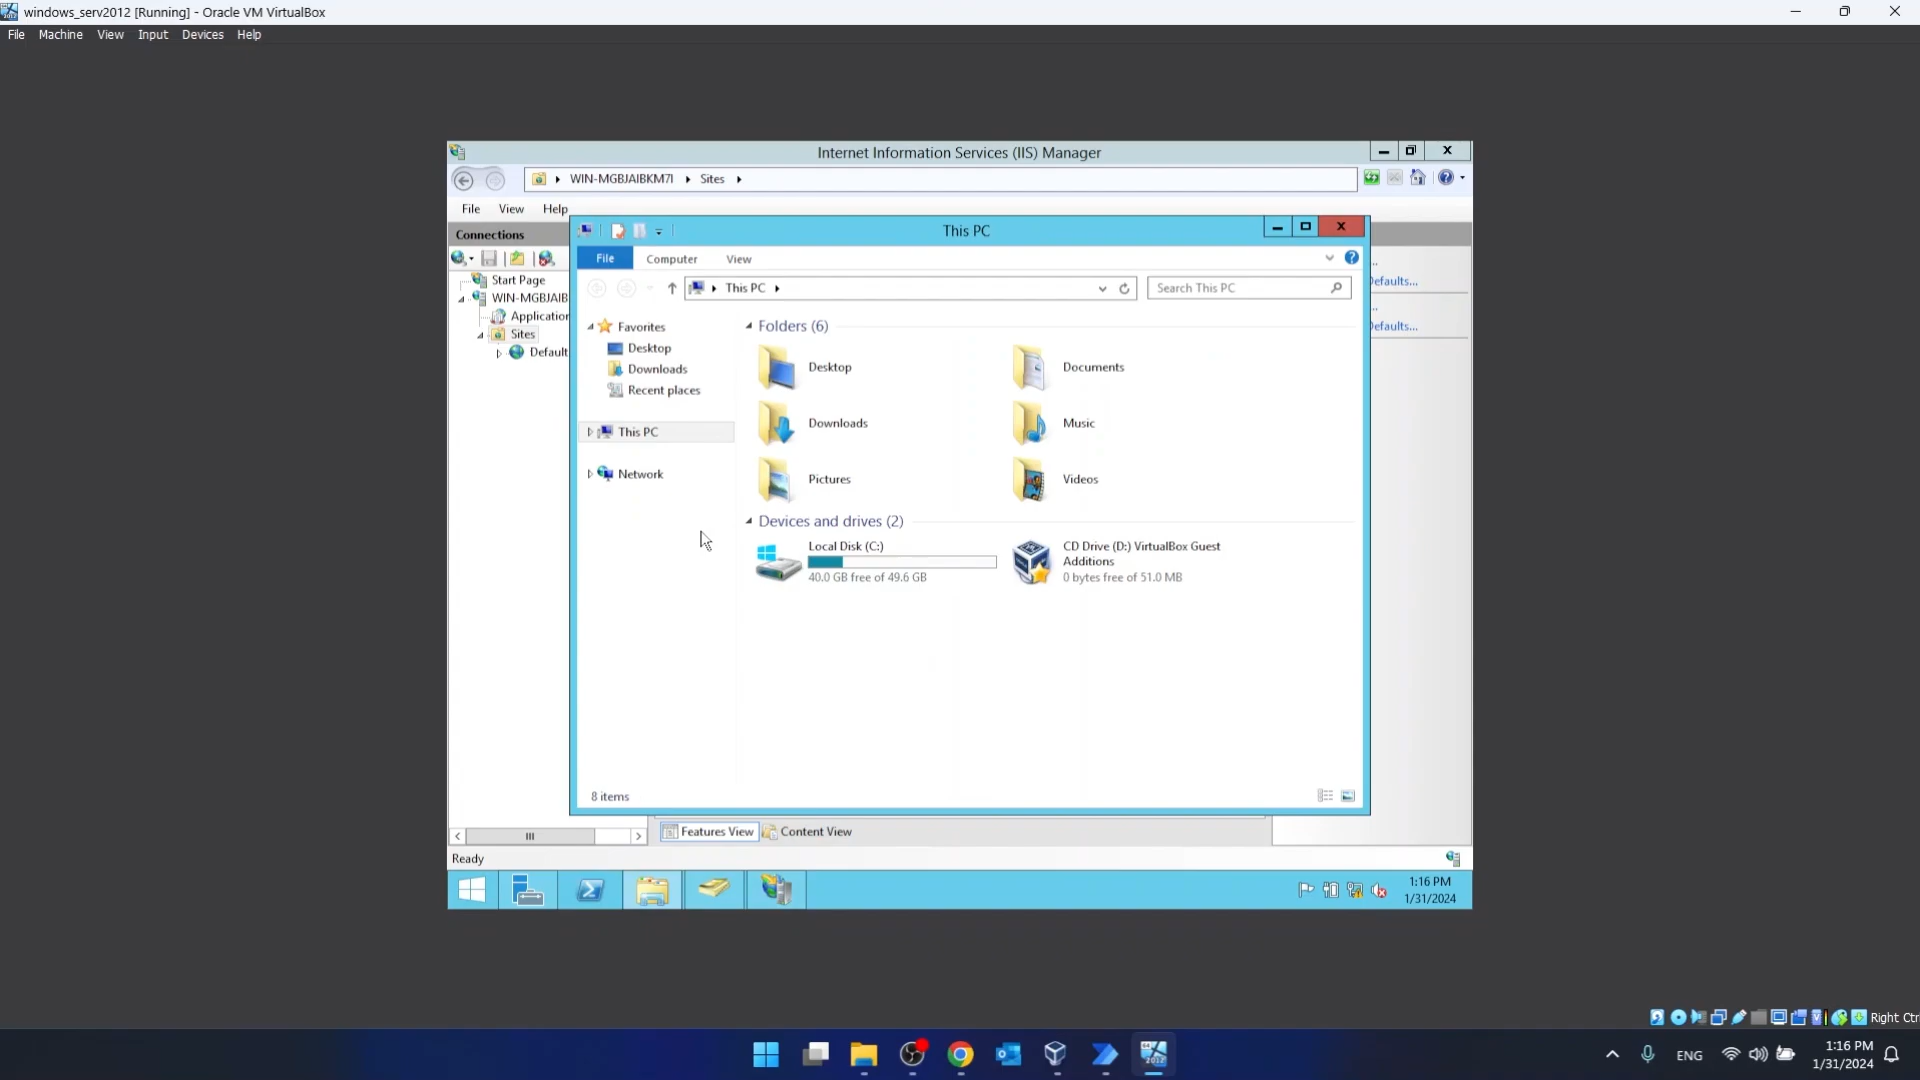 windows_serv2012 [Running] - Oracle VM VirtualBox
File Machine View Input Devices Help
Internet Information Services (IIS) Manager
WIN-MGBJAIBKM7I Sites
File View Help
Connections
Start Page
WIN-MGBJAIB
Application
Sites
Default
This PC
File Computer View
This PC
Search This PC
Favorites
Desktop
Downloads
Recent places
This PC
Network
Folders (6)
Desktop
Documents
Downloads
Music
Pictures
Videos
Devices and drives (2)
Local Disk (C:)
40.0 GB free of 49.6 GB
CD Drive (D:) VirtualBox Guest
Additions
0 bytes free of 51.0 MB
8 items
...
Defaults...
...
Defaults...
Features View Content View
Ready
1:16 PM
1/31/2024
Right Ctr
ENG
1:16 PM
1/31/2024